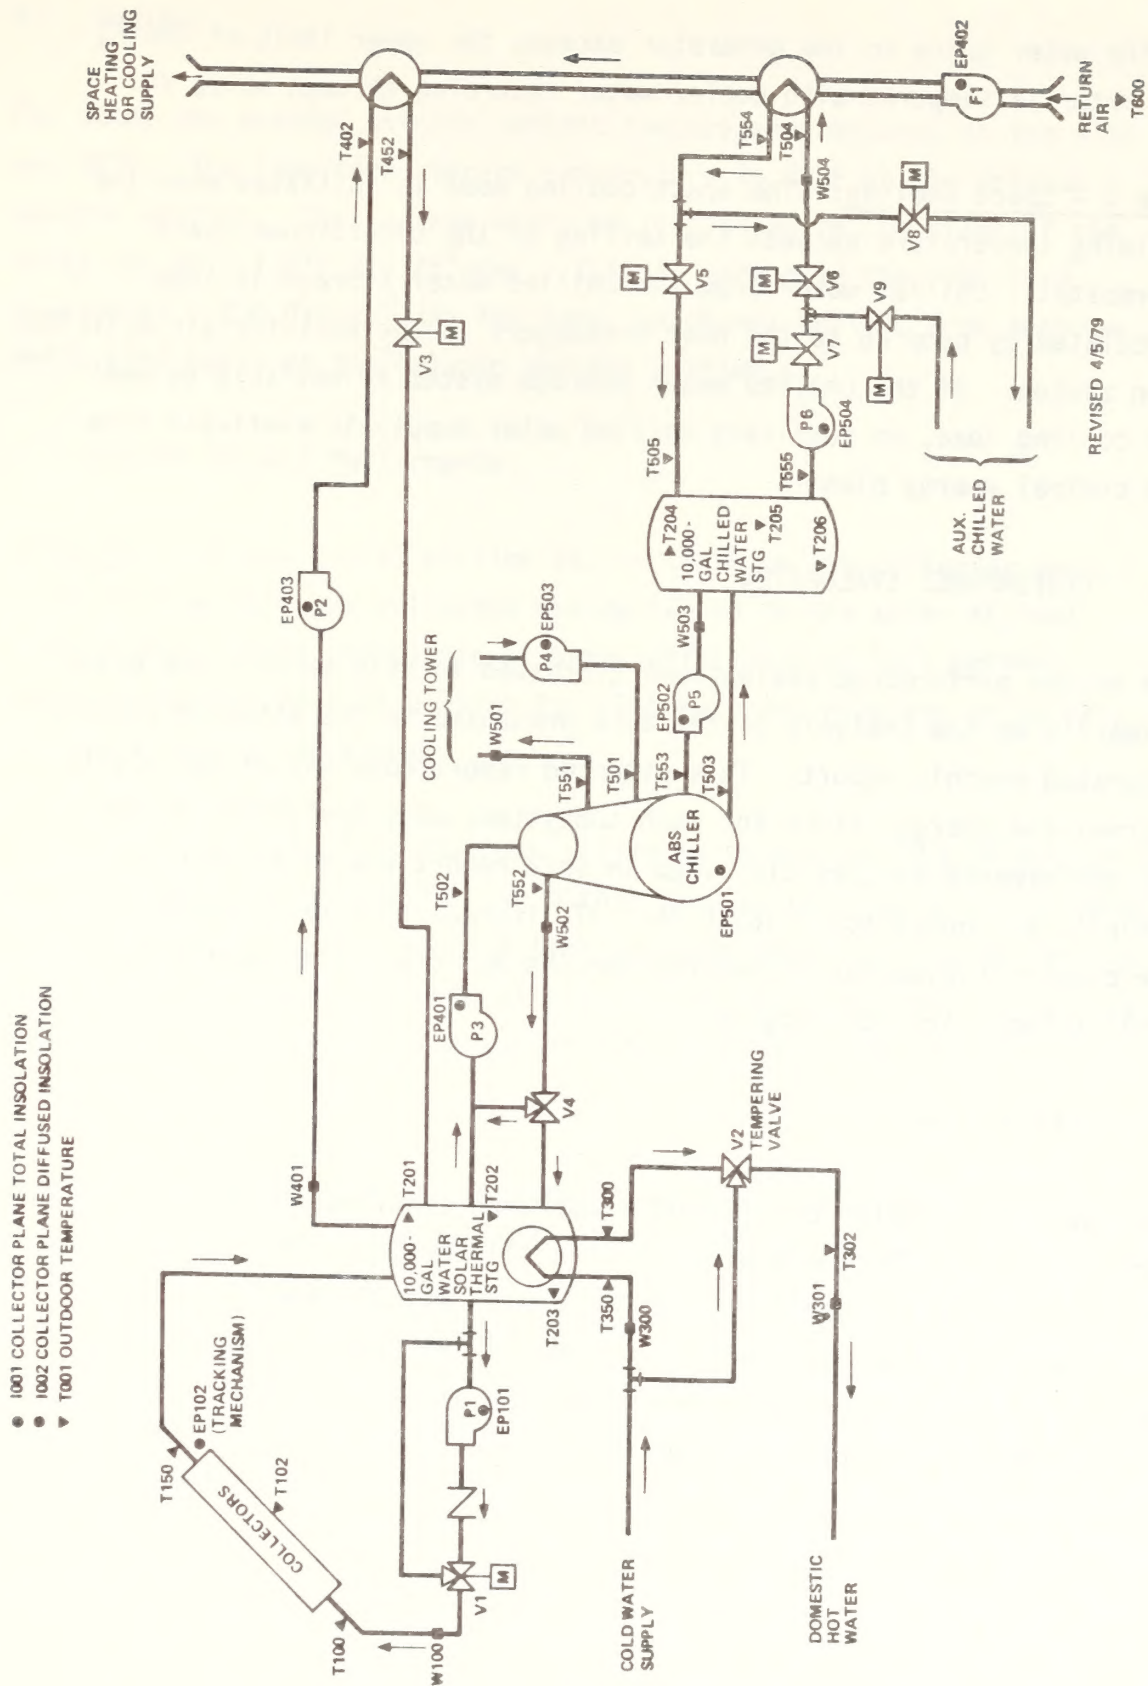 ● I001 COLLECTOR PLANE TOTAL INSOLATION
● I002 COLLECTOR PLANE DIFFUSED INSOLATION
▼ T001 OUTDOOR TEMPERATURE
T150
EP102
(TRACKING
MECHANISM)
COLLECTORS
T102
T100
W100
V1
M
P1
EP101
W401
10,000-
GAL
WATER
SOLAR
THERMAL
STG
T201
T202
T203
T350
T300
W300
COLD WATER
SUPPLY
V2
TEMPERING
VALVE
T302
W301
DOMESTIC
HOT
WATER
EP403
P2
EP401
P3
V4
T502
T552
W502
COOLING TOWER
W501
T551
T501
P4
EP503
ABS
CHILLER
EP501
T553
T503
EP502
P5
W503
10,000-
GAL
CHILLED
WATER
STG
T204
T205
T206
T505
T555
P6
EP504
V3
M
V5
M
V6
M
V7
M
V8
M
V9
M
AUX.
CHILLED
WATER
W504
T554
T504
T402
T452
SPACE
HEATING
OR COOLING
SUPPLY
F1
EP402
RETURN
AIR
T600
REVISED 4/5/79